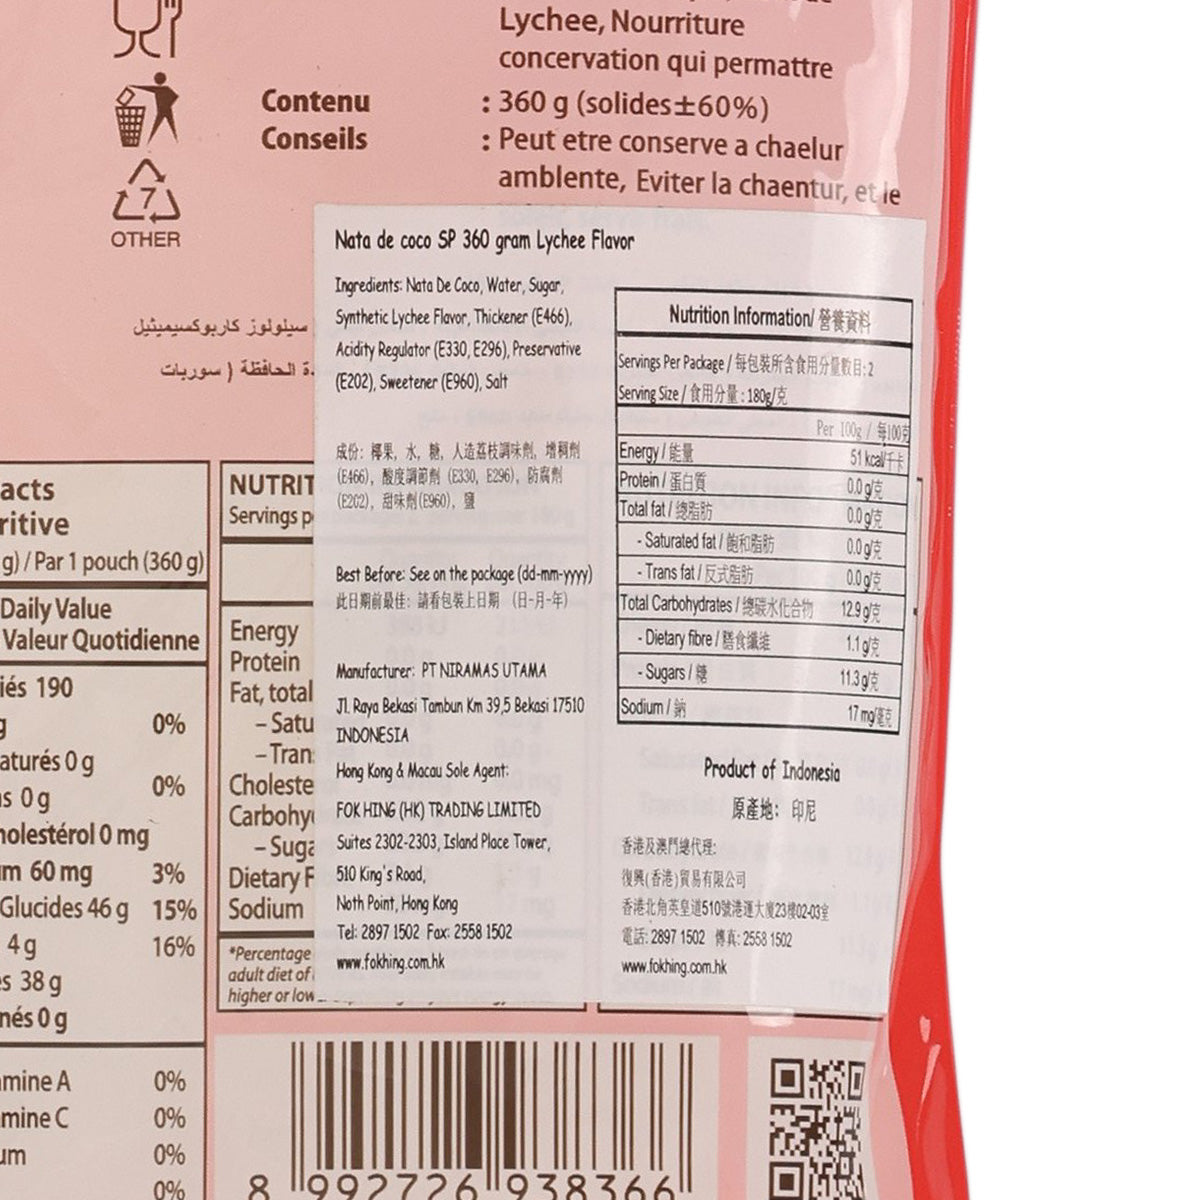 Lychee, Nourriture
concervation qui permattre
Contenu : 360 g (solides±60%)
Conseils : Peut etre conserve a chaelur
amblente, Eviter la chaentur, et le
7
OTHER
سيلولوز كاربوكسيميثيل
ة الحافظة ( سوربات
Nata de coco SP 360 gram Lychee Flavor
Ingredients: Nata De Coco, Water, Sugar,
Synthetic Lychee Flavor, Thickener (E466),
Acidity Regulator (E330, E296), Preservative
(E202), Sweetener (E960), Salt
成份: 椰果, 水, 糖, 人造荔枝調味劑, 增稠劑
(E466), 酸度調節劑 (E330, E296), 防腐劑
(E202), 甜味劑(E960), 鹽
Best Before: See on the package (dd-mm-yyyy)
此日期前最佳: 請看包裝上日期 (日-月-年)
Manufacturer: PT NIRAMAS UTAMA
Jl. Raya Bekasi Tambun Km 39,5 Bekasi 17510
INDONESIA
Hong Kong & Macau Sole Agent:
FOK HING (HK) TRADING LIMITED
Suites 2302-2303, Island Place Tower,
510 King's Road,
Noth Point, Hong Kong
Tel: 2897 1502 Fax: 2558 1502
www.fokhing.com.hk
Nutrition Information/ 營養資料
Servings Per Package / 每包裝所含食用分量數目: 2
Serving Size / 食用分量 : 180g/克
Per 100g / 每100克
Energy / 能量 51 kcal/千卡
Protein / 蛋白質 0.0 g/克
Total fat / 總脂肪 0.0 g/克
- Saturated fat / 飽和脂肪 0.0 g/克
- Trans fat / 反式脂肪 0.0 g/克
Total Carbohydrates / 總碳水化合物 12.9 g/克
- Dietary fibre / 膳食纖維 1.1 g/克
- Sugars / 糖 11.3 g/克
Sodium / 鈉 17 mg/毫克
Product of Indonesia
原產地: 印尼
香港及澳門總代理:
復興(香港)貿易有限公司
香港北角英皇道510號港運大廈23樓02-03室
電話: 2897 1502 傳真: 2558 1502
www.fokhing.com.hk
acts
ritive
g) / Par 1 pouch (360 g)
Daily Value
Valeur Quotidienne
iés 190
g 0%
aturés 0 g
s 0 g 0%
holestérol 0 mg
um 60 mg 3%
Glucides 46 g 15%
4 g 16%
es 38 g
nés 0 g
mine A 0%
mine C 0%
um 0%
0%
NUTRIT
Servings p
Energy
Protein
Fat, total
– Satu
– Tran
Choleste
Carbohy
– Suga
Dietary F
Sodium
*Percentage
adult diet of
higher or low
8 992726 938366